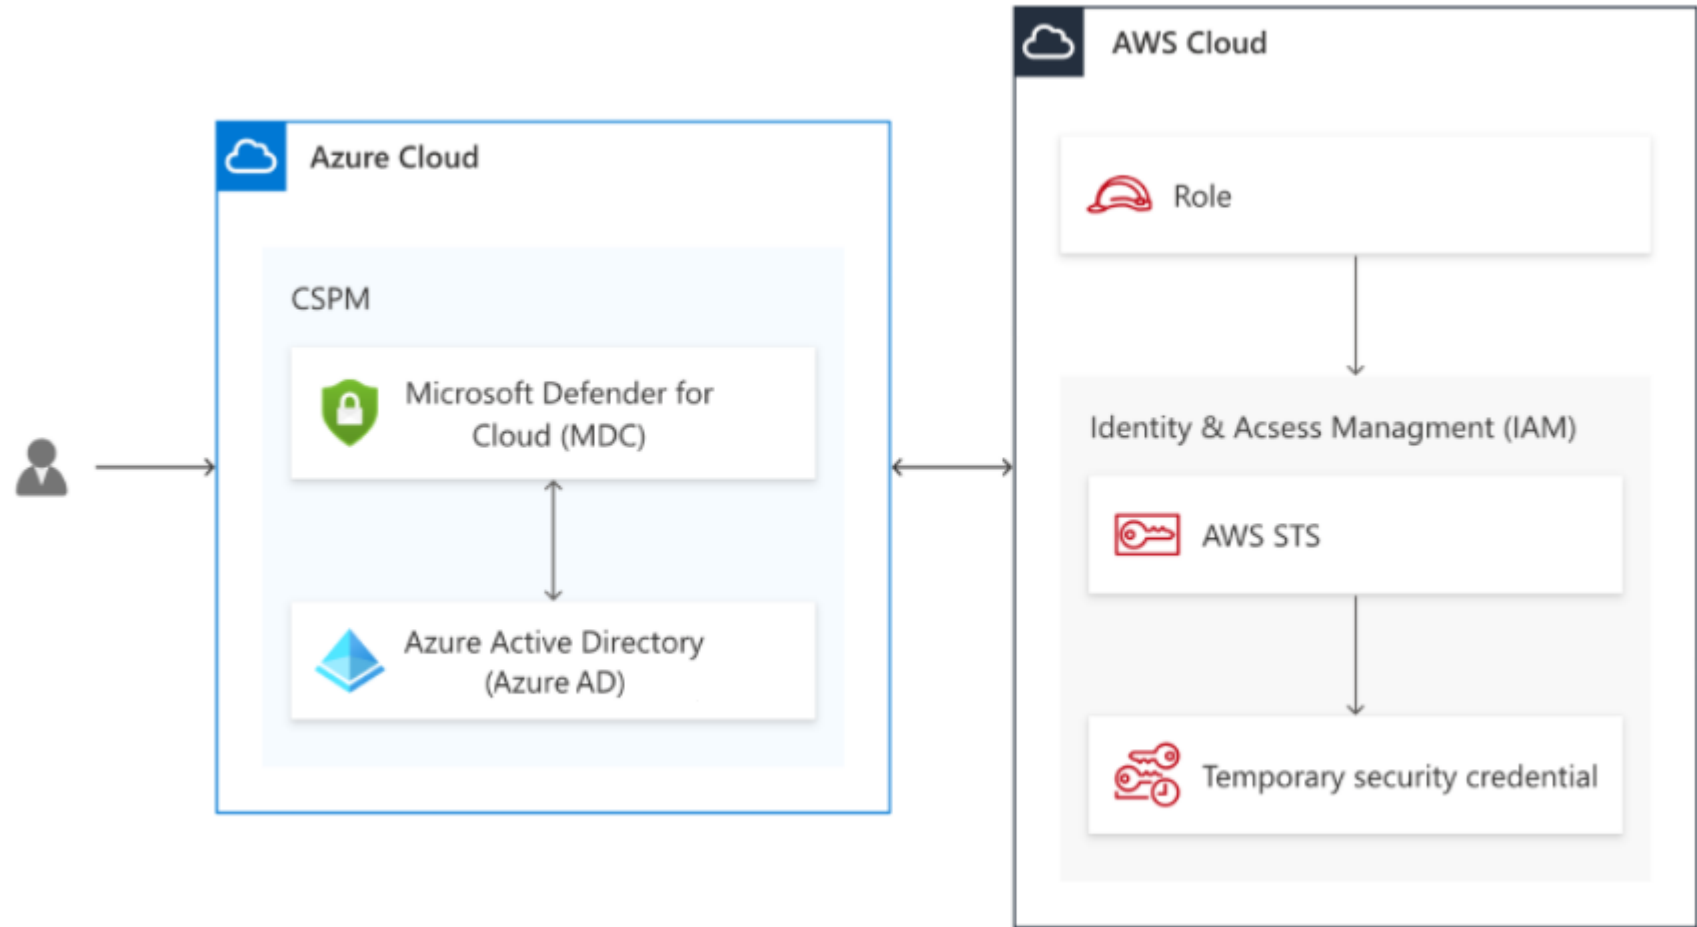 Azure Cloud
CSPM
Microsoft Defender for
Cloud (MDC)
Azure Active Directory
(Azure AD)
AWS Cloud
Role
Identity & Acsess Managment (IAM)
AWS STS
Temporary security credential